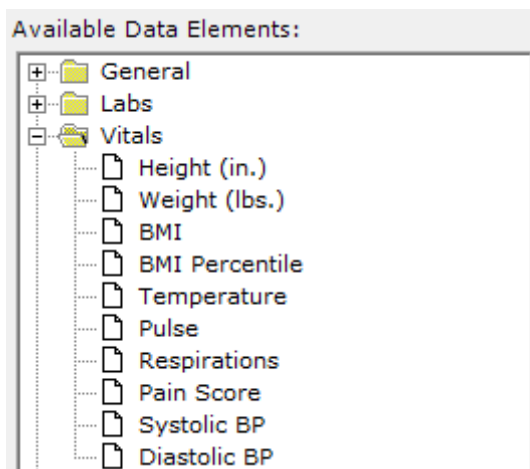 Available Data Elements:
General
Labs
Vitals
Height (in.)
Weight (lbs.)
BMI
BMI Percentile
Temperature
Pulse
Respirations
Pain Score
Systolic BP
Diastolic BP